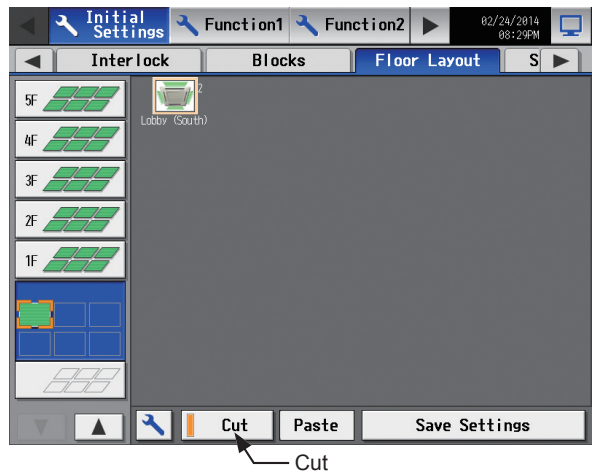 Initial Settings
Function1
Function2
02/24/2014
08:29PM
Interlock
Blocks
Floor Layout
S
5F
2
Lobby (South)
4F
3F
2F
1F
Cut
Paste
Save Settings
Cut